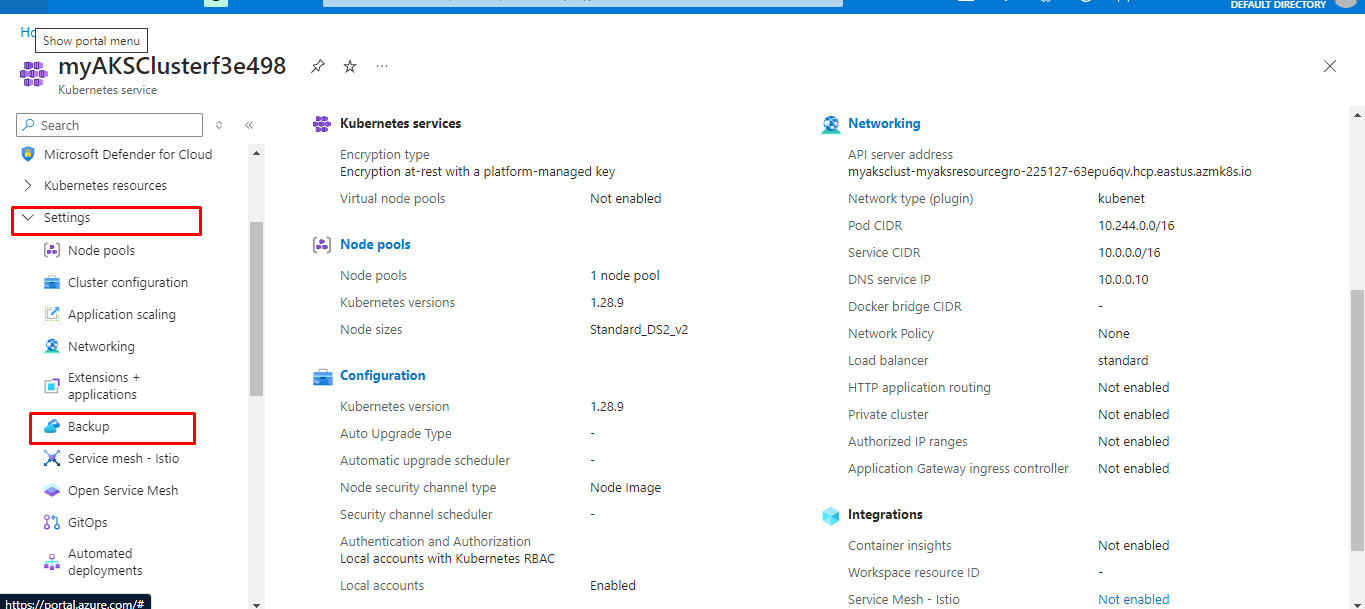 DEFAULT DIRECTORY
Show portal menu
myAKSClusterf3e498
...
Kubernetes service
Search
Microsoft Defender for Cloud
Kubernetes resources
Settings
Node pools
Cluster configuration
Application scaling
Networking
Extensions +
applications
Backup
Service mesh - Istio
Open Service Mesh
GitOps
Automated
deployments
https://portal.azure.com/#
Kubernetes services
Encryption type
Encryption at-rest with a platform-managed key
Virtual node pools Not enabled
Node pools
Node pools 1 node pool
Kubernetes versions 1.28.9
Node sizes Standard_DS2_v2
Configuration
Kubernetes version 1.28.9
Auto Upgrade Type -
Automatic upgrade scheduler -
Node security channel type Node Image
Security channel scheduler -
Authentication and Authorization
Local accounts with Kubernetes RBAC
Local accounts Enabled
Networking
API server address
myaksclust-myaksresourcegro-225127-63epu6qv.hcp.eastus.azmk8s.io
Network type (plugin) kubenet
Pod CIDR 10.244.0.0/16
Service CIDR 10.0.0.0/16
DNS service IP 10.0.0.10
Docker bridge CIDR -
Network Policy None
Load balancer standard
HTTP application routing Not enabled
Private cluster Not enabled
Authorized IP ranges Not enabled
Application Gateway ingress controller Not enabled
Integrations
Container insights Not enabled
Workspace resource ID -
Service Mesh - Istio Not enabled